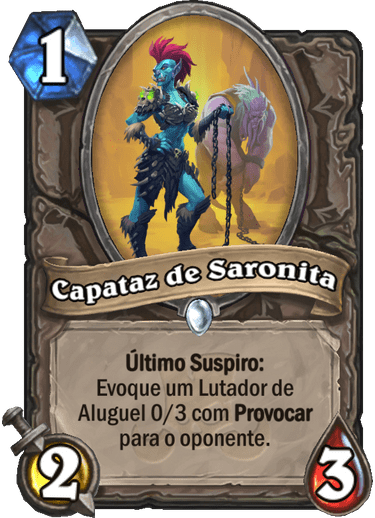 1
Capataz de Saronita
Último Suspiro:
Evoque um Lutador de
Aluguel 0/3 com Provocar
para o oponente.
2
3